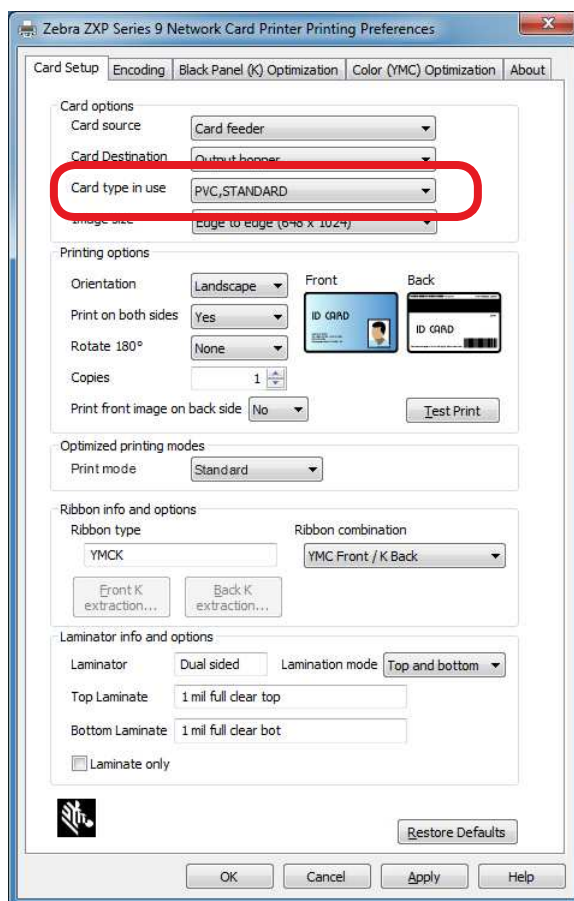 Zebra ZXP Series 9 Network Card Printer Printing Preferences
Card Setup Encoding Black Panel (K) Optimization Color (YMC) Optimization About
Card options
Card source Card feeder
Card Destination Output hopper
Card type in use PVC,STANDARD
Image size Edge to edge (648 x 1024)
Printing options
Orientation Landscape Front Back
Print on both sides Yes ID CARD ID CARD
Rotate 180° None
Copies 1
Print front image on back side No Test Print
Optimized printing modes
Print mode Standard
Ribbon info and options
Ribbon type Ribbon combination
YMCK YMC Front / K Back
Front K extraction... Back K extraction...
Laminator info and options
Laminator Dual sided Lamination mode Top and bottom
Top Laminate 1 mil full clear top
Bottom Laminate 1 mil full clear bot
Laminate only
Restore Defaults
OK Cancel Apply Help